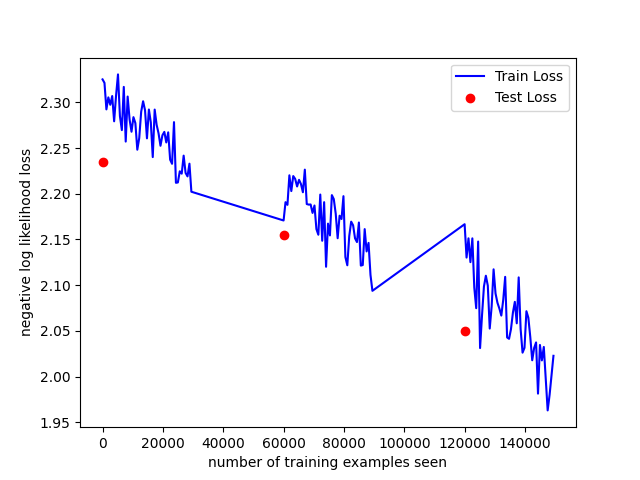 Train Loss
Test Loss
negative log likelihood loss
2.30
2.25
2.20
2.15
2.10
2.05
2.00
1.95
0 20000 40000 60000 80000 100000 120000 140000
number of training examples seen